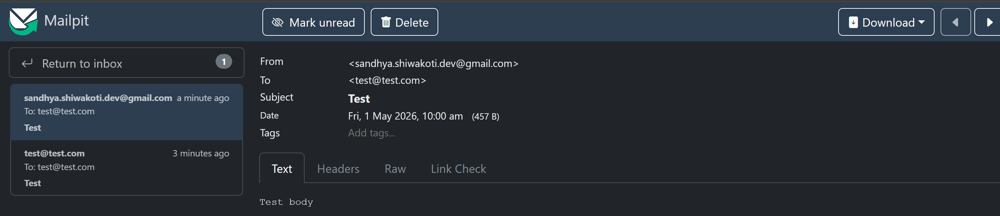 Mailpit
Mark unread
Delete
Download
Return to inbox 1
sandhya.shiwakoti.dev@gmail.com a minute ago
To: test@test.com
Test
test@test.com 3 minutes ago
To: test@test.com
Test
From <sandhya.shiwakoti.dev@gmail.com>
To <test@test.com>
Subject Test
Date Fri, 1 May 2026, 10:00 am (457 B)
Tags Add tags...
Text Headers Raw Link Check
Test body